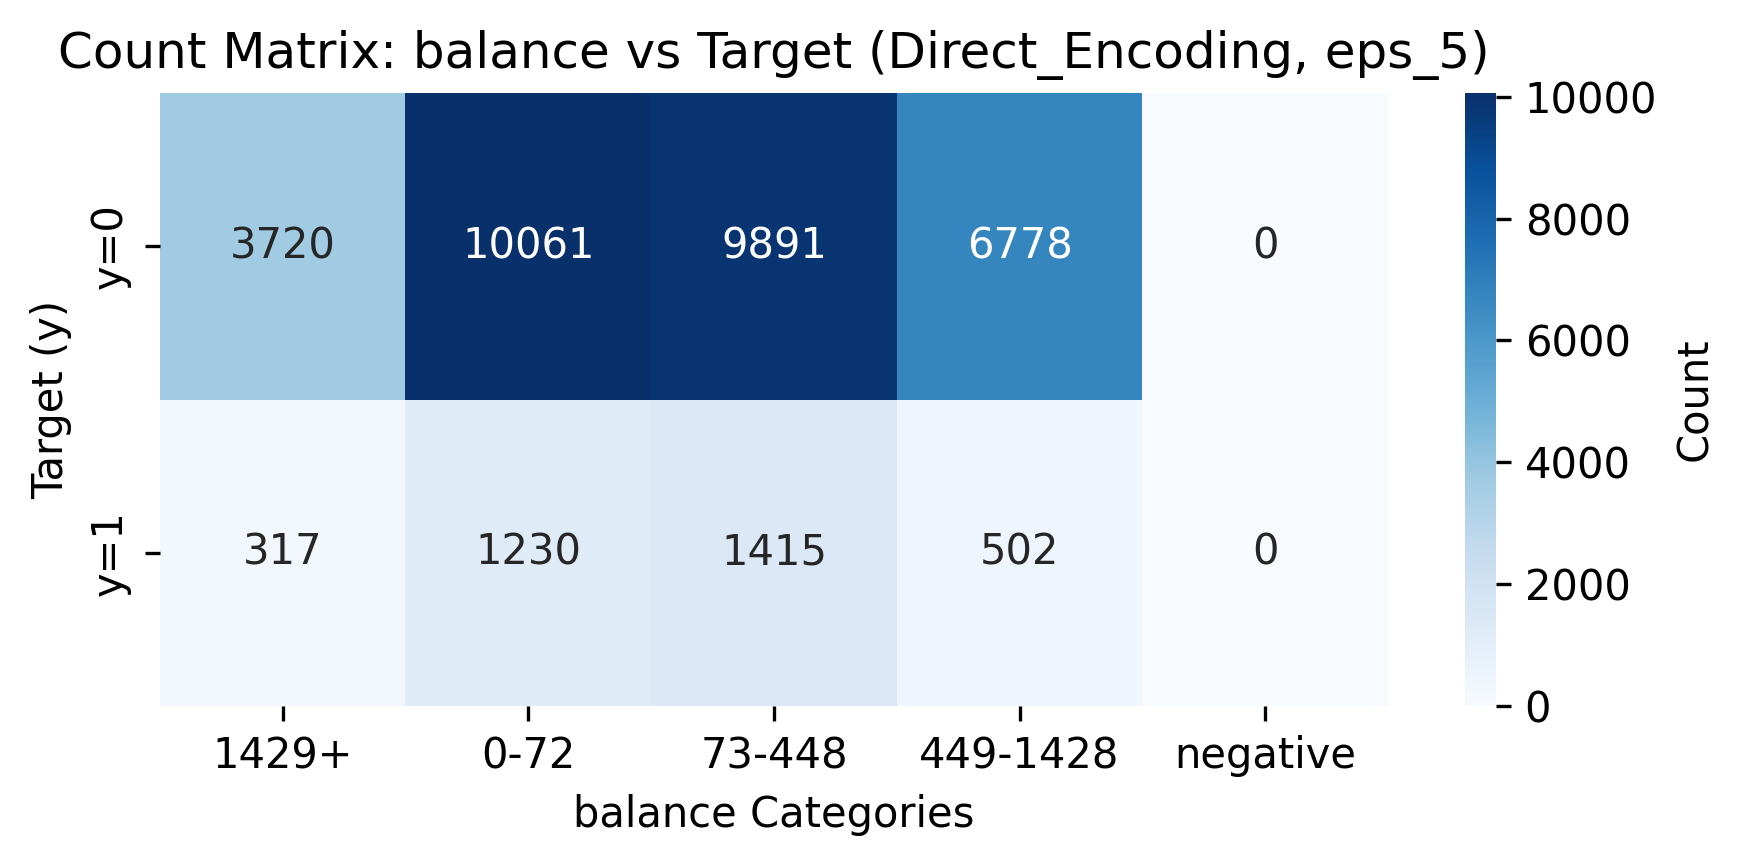 Count Matrix: balance vs Target (Direct_Encoding, eps_5)
Target (y)
y=0
3720 10061 9891 6778 0
y=1
317 1230 1415 502 0
1429+ 0-72 73-448 449-1428 negative
balance Categories
10000
8000
6000
4000
2000
0
Count